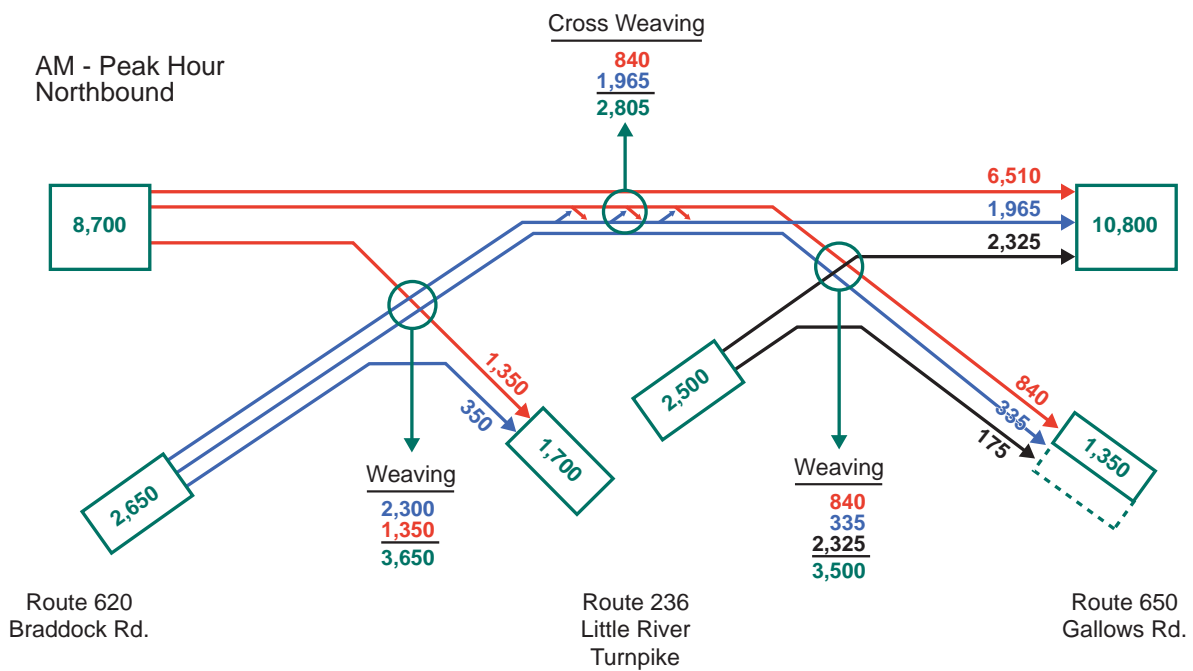 Cross Weaving
840
1,965
2,805
AM - Peak Hour
Northbound
8,700
6,510
1,965
2,325
10,800
1,350
350
1,700
2,650
2,500
840
335
175
1,350
Weaving
2,300
1,350
3,650
Weaving
840
335
2,325
3,500
Route 620
Braddock Rd.
Route 236
Little River
Turnpike
Route 650
Gallows Rd.